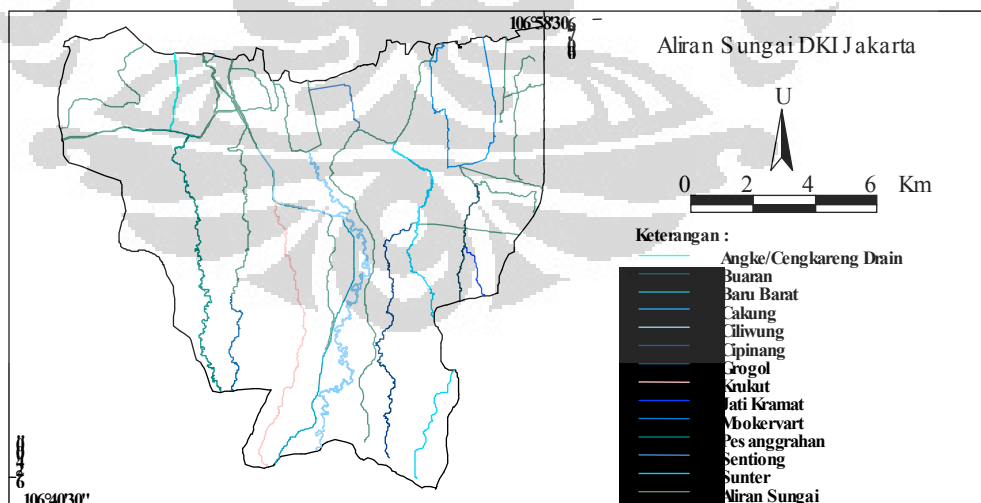 106°58'30"
Aliran Sungai DKI Jakarta
U
0 2 4 6 Km
Keterangan :
Angke/Cengkareng Drain
Buaran
Baru Barat
Cakung
Ciliwung
Cipinang
Grogol
Krukut
Jati Kramat
Mookervart
Pesanggrahan
Sentiong
Sunter
Aliran Sungai
106°40'30"